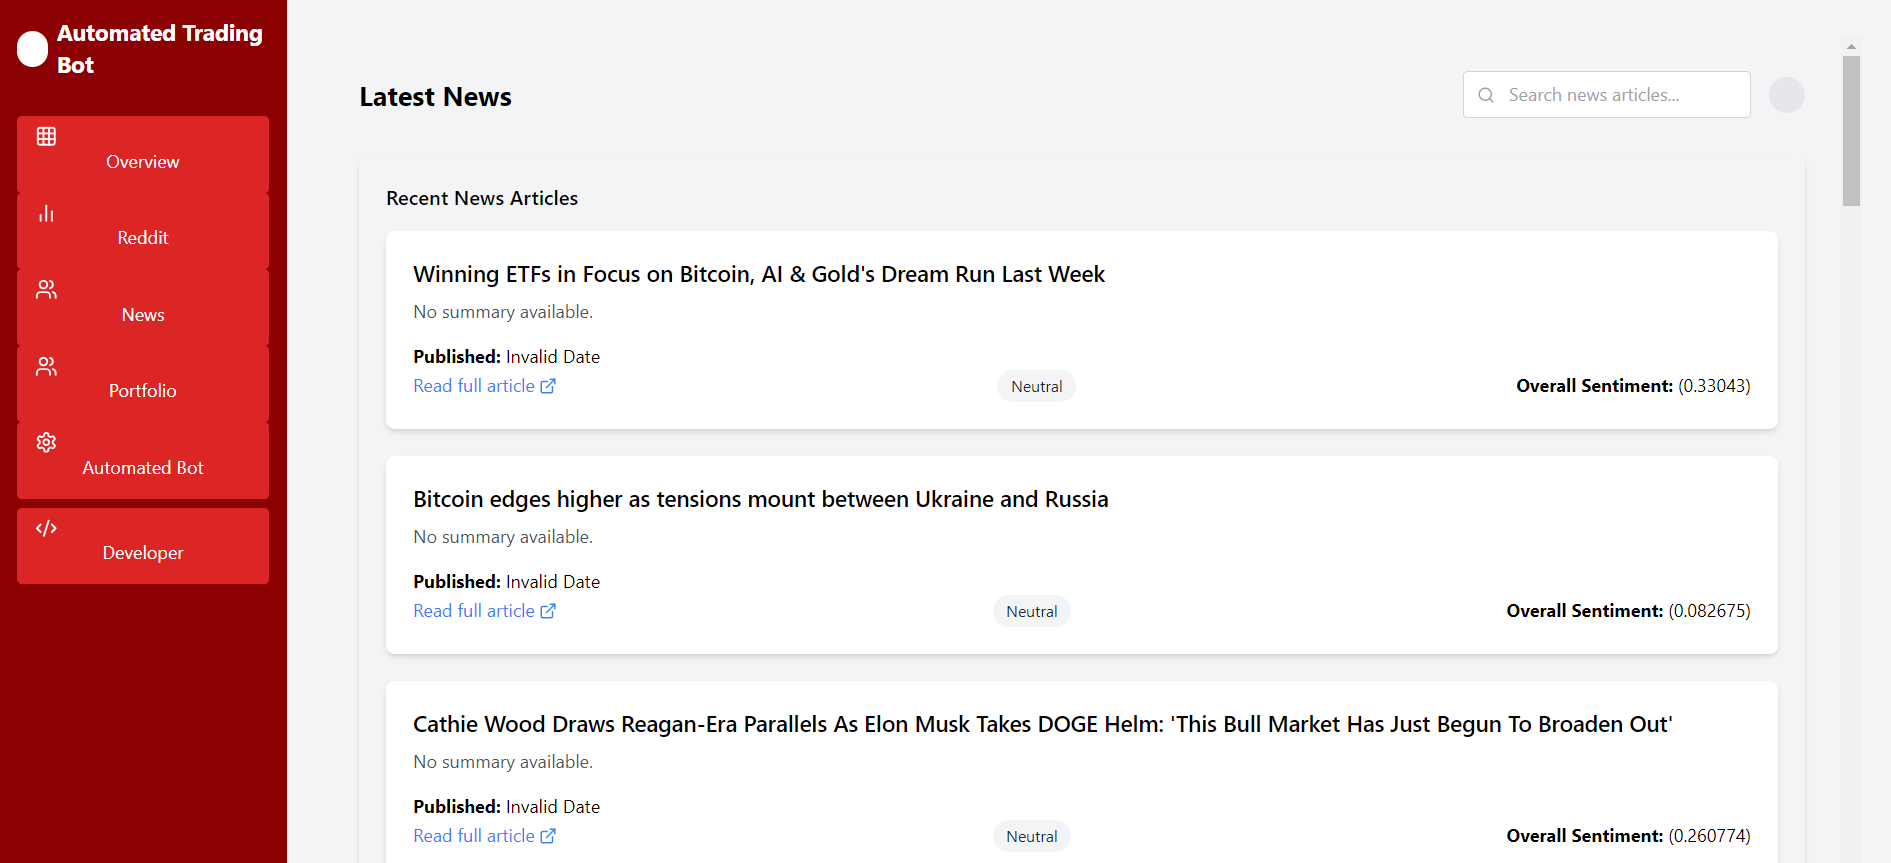 Automated Trading
Bot
Overview
Reddit
News
Portfolio
Automated Bot
Developer
Latest News
Search news articles...
Recent News Articles
Winning ETFs in Focus on Bitcoin, AI & Gold's Dream Run Last Week
No summary available.
Published: Invalid Date
Read full article
Neutral
Overall Sentiment: (0.33043)
Bitcoin edges higher as tensions mount between Ukraine and Russia
No summary available.
Published: Invalid Date
Read full article
Neutral
Overall Sentiment: (0.082675)
Cathie Wood Draws Reagan-Era Parallels As Elon Musk Takes DOGE Helm: 'This Bull Market Has Just Begun To Broaden Out'
No summary available.
Published: Invalid Date
Read full article
Neutral
Overall Sentiment: (0.260774)